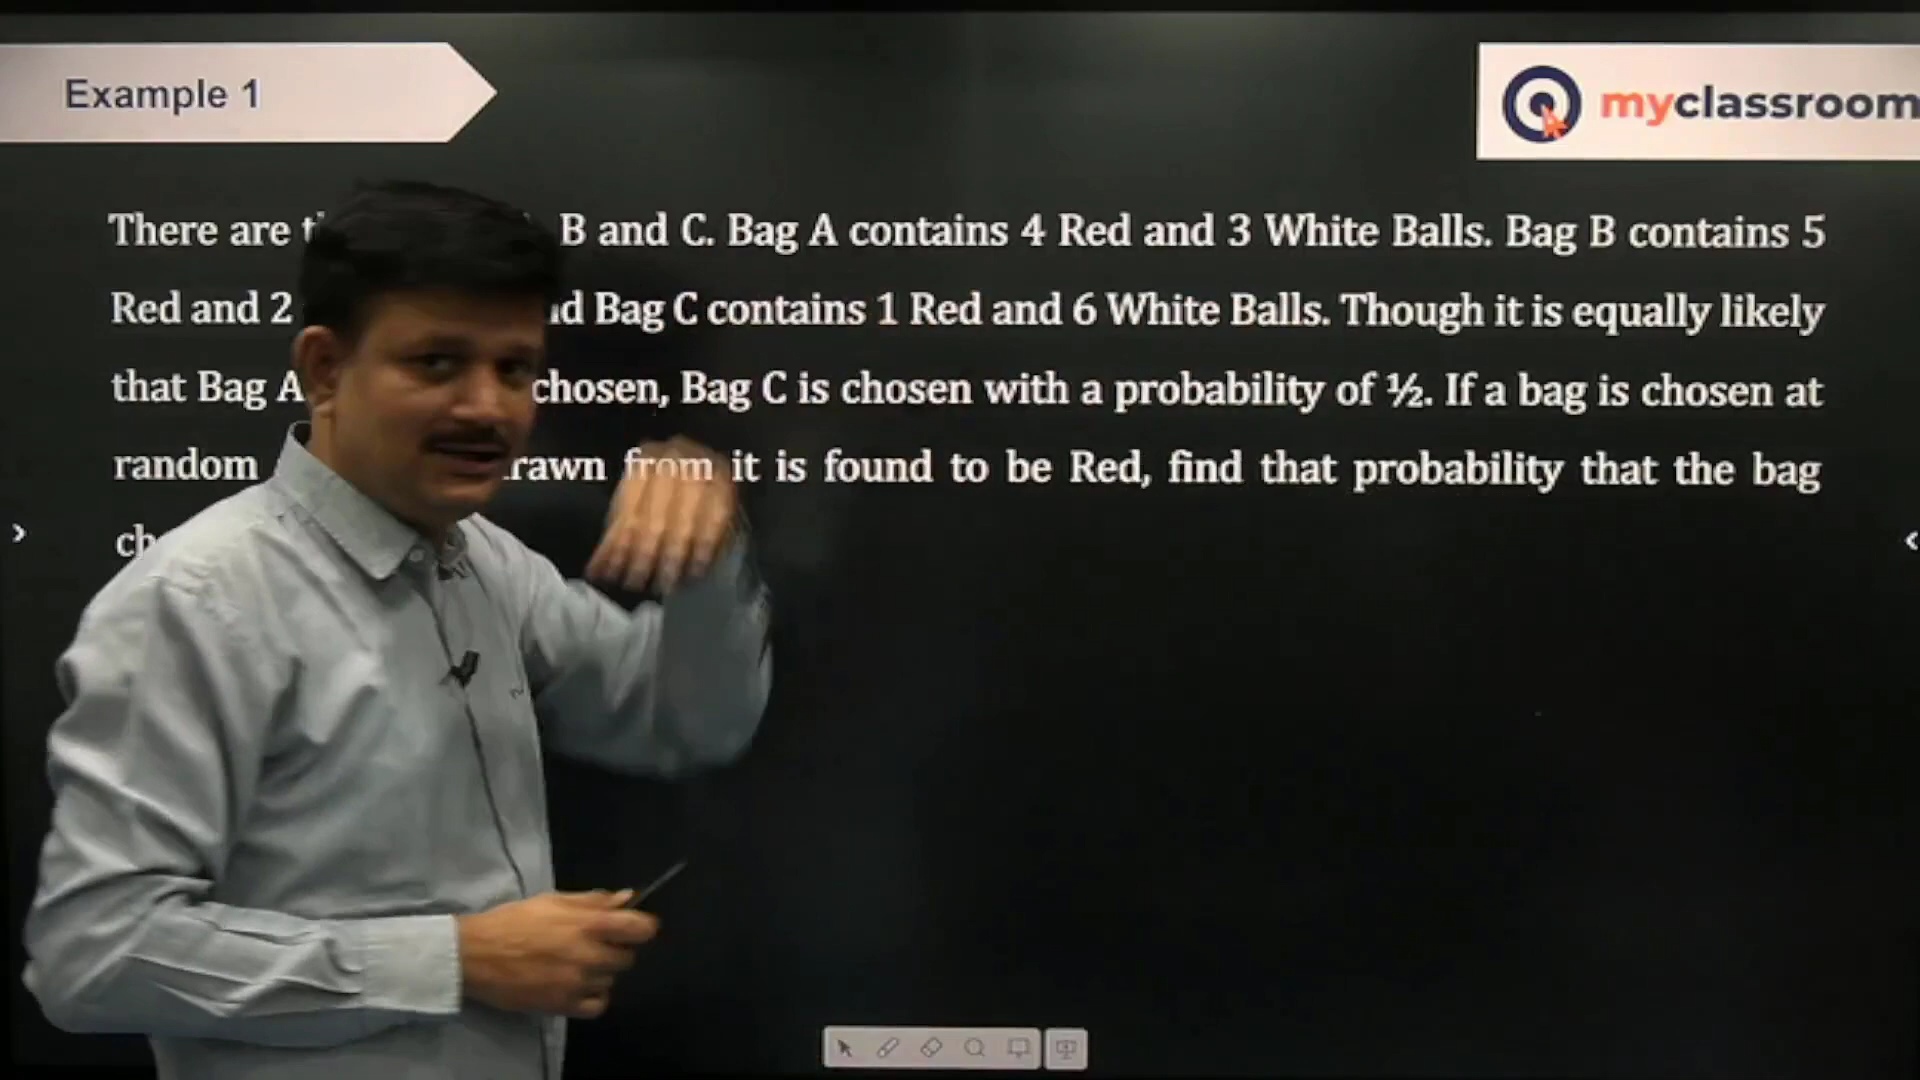 Example 1
myclassroom
There are B and C. Bag A contains 4 Red and 3 White Balls. Bag B contains 5
Red and 2 Bag C contains 1 Red and 6 White Balls. Though it is equally likely
that Bag A chosen, Bag C is chosen with a probability of ½. If a bag is chosen at
random from it is found to be Red, find that probability that the bag